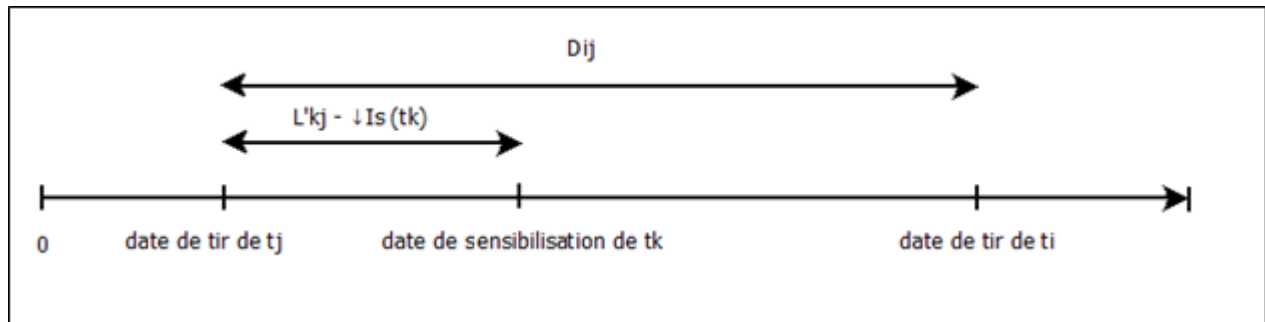 Dij
L'kj - ↓Is (tk)
0
date de tir de tj
date de sensibilisation de tk
date de tir de ti